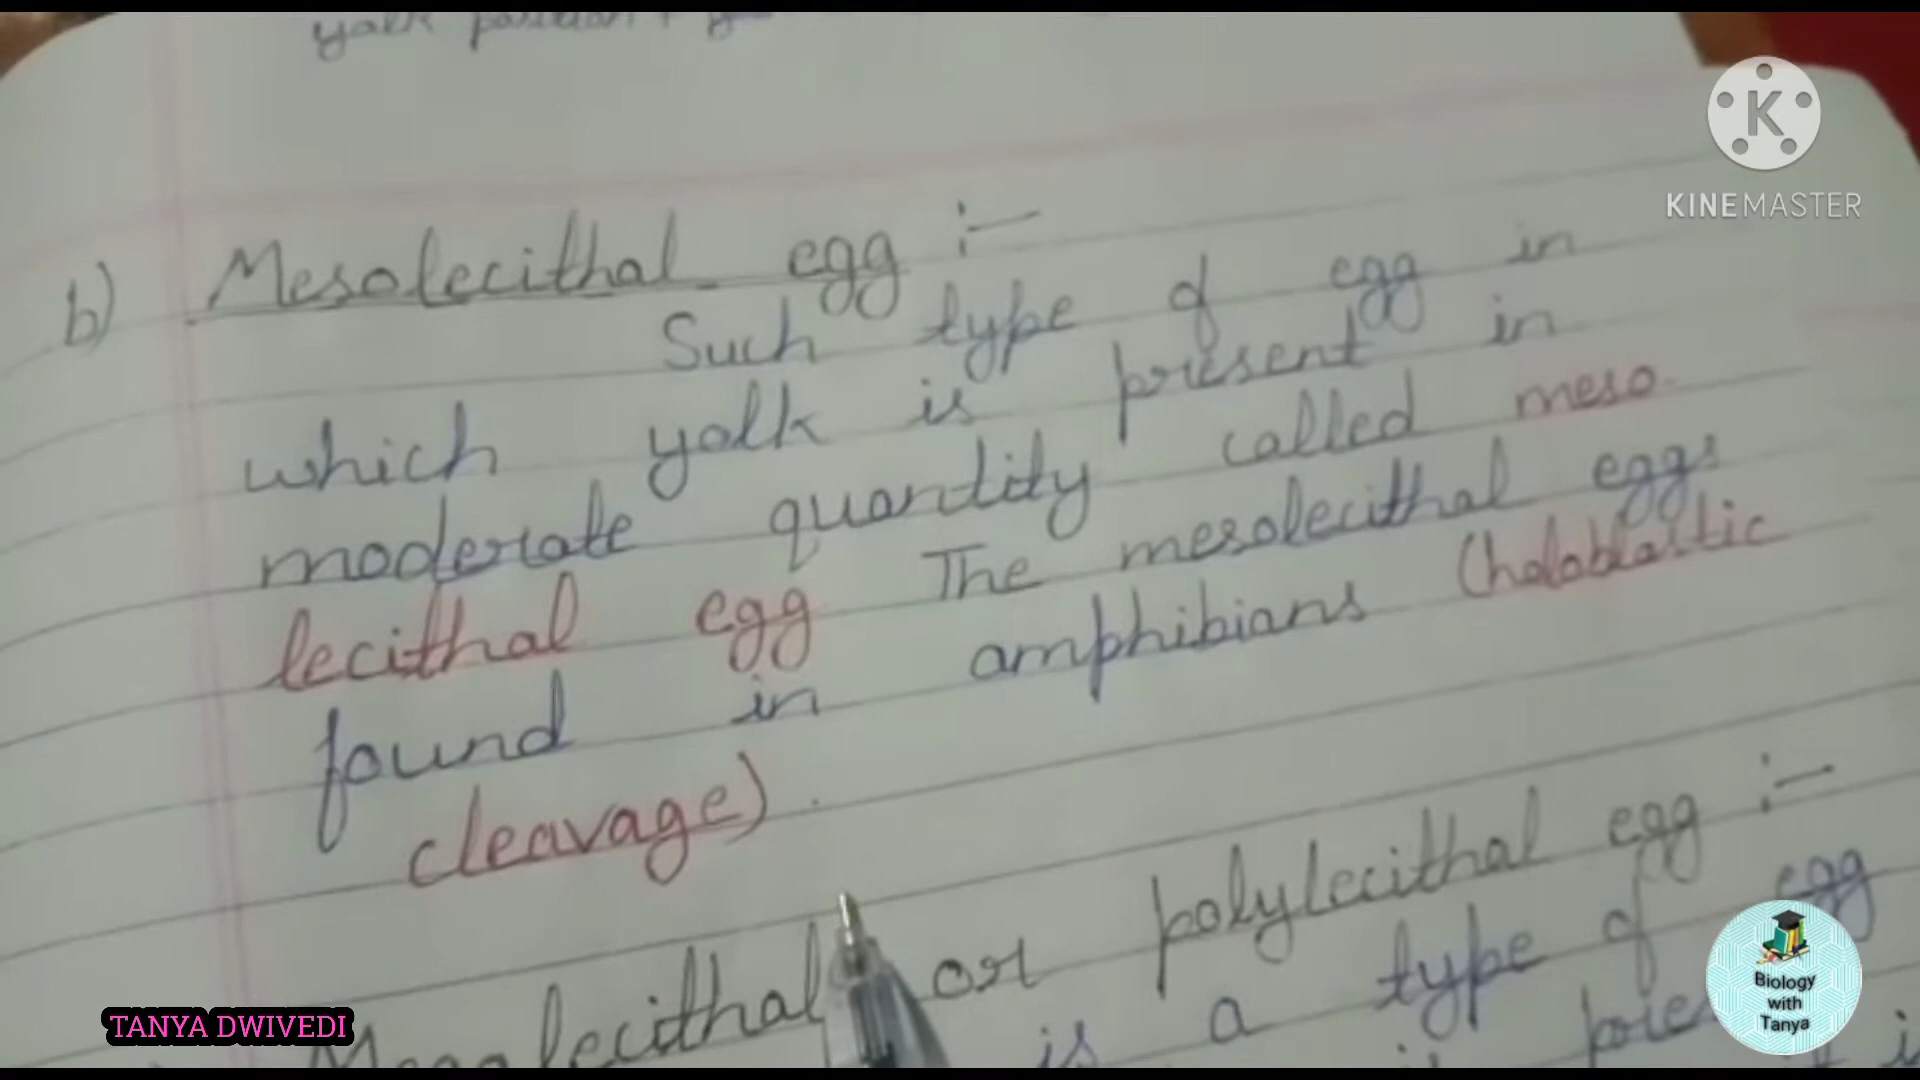 yolk
KINEMASTER
b) Mesolecithal egg :-
Such type of egg in
which yolk is present in
moderate quantity called meso
lecithal egg The mesolecithal eggs
found in amphibians (holoblastic
cleavage).
or polylecithal egg :-
is a type of egg
Biology
with
Tanya
TANYA DWIVEDI